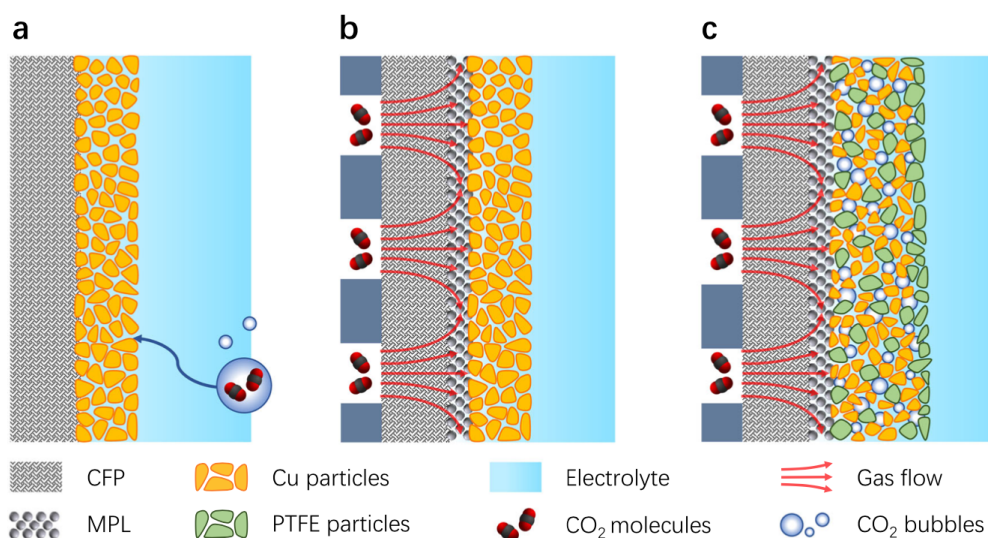 a b c
CFP Cu particles Electrolyte Gas flow
MPL PTFE particles CO₂ molecules CO₂ bubbles